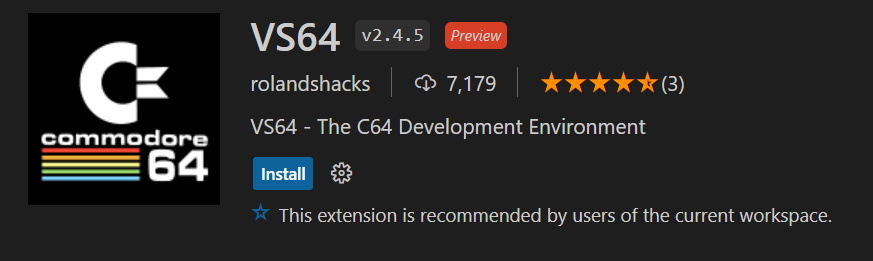 VS64 v2.4.5 Preview
rolandshacks 7,179 (3)
commodore
64
VS64 - The C64 Development Environment
Install
This extension is recommended by users of the current workspace.